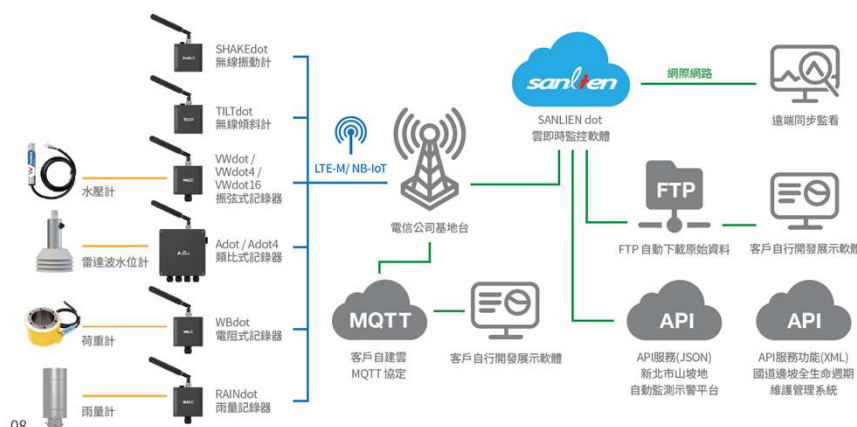 SHAKEdot
無線振動計
TILTdot
無線傾斜計
水壓計
VWdot /
VWdot4 /
VWdot16
振弦式記錄器
雷達波水位計
Adot / Adot4
類比式記錄器
荷重計
WBdot
電阻式記錄器
雨量計
RAINdot
雨量記錄器
LTE-M/ NB-IoT
電信公司基地台
MQTT
客戶自建雲
MQTT 協定
客戶自行開發展示軟體
sanlien
SANLIEN dot
雲即時監控軟體
網際網路
遠端同步監看
FTP
FTP 自動下載原始資料
客戶自行開發展示軟體
API
API服務(JSON)
新北市山坡地
自動監測示警平台
API
API服務功能(XML)
國道邊坡全生命週期
維護管理系統
08